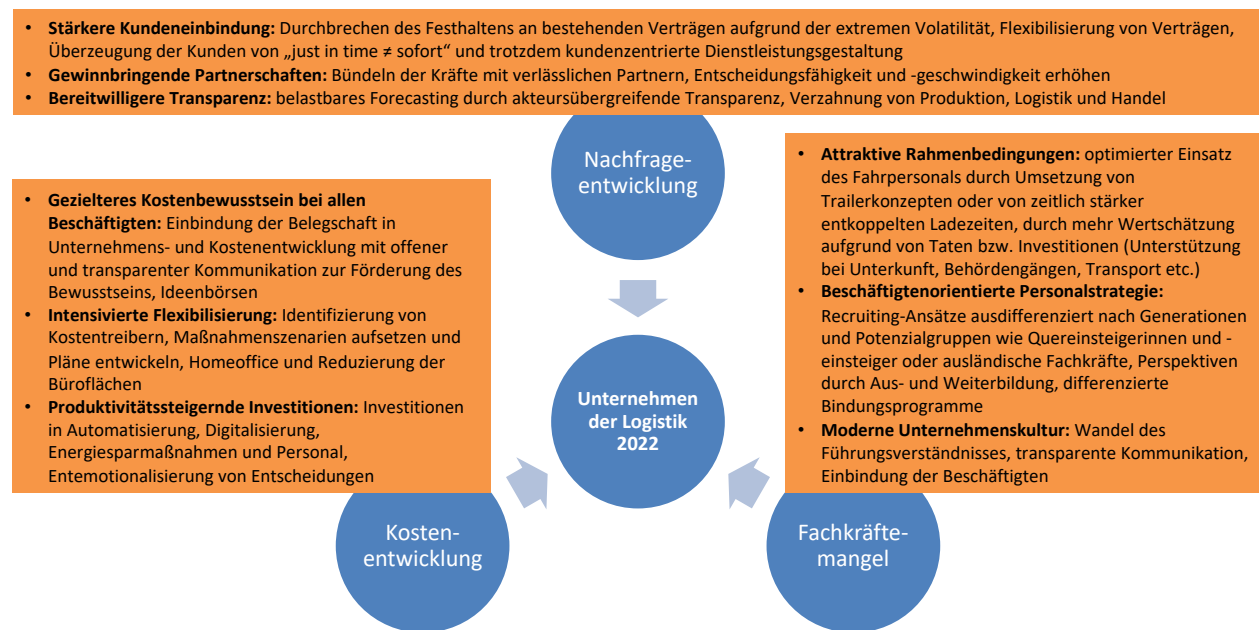 • Stärkere Kundeneinbindung: Durchbrechen des Festhaltens an bestehenden Verträgen aufgrund der extremen Volatilität, Flexibilisierung von Verträgen,
Überzeugung der Kunden von „just in time ≠ sofort“ und trotzdem kundenzentrierte Dienstleistungsgestaltung
• Gewinnbringende Partnerschaften: Bündeln der Kräfte mit verlässlichen Partnern, Entscheidungsfähigkeit und -geschwindigkeit erhöhen
• Bereitwilligere Transparenz: belastbares Forecasting durch akteursübergreifende Transparenz, Verzahnung von Produktion, Logistik und Handel
Nachfrage-
entwicklung
• Gezielteres Kostenbewusstsein bei allen
Beschäftigten: Einbindung der Belegschaft in
Unternehmens- und Kostenentwicklung mit offener
und transparenter Kommunikation zur Förderung des
Bewusstseins, Ideenbörsen
• Intensivierte Flexibilisierung: Identifizierung von
Kostentreibern, Maßnahmenszenarien aufsetzen und
Pläne entwickeln, Homeoffice und Reduzierung der
Büroflächen
• Produktivitätssteigernde Investitionen: Investitionen
in Automatisierung, Digitalisierung,
Energiesparmaßnahmen und Personal,
Entemotionalisierung von Entscheidungen
• Attraktive Rahmenbedingungen: optimierter Einsatz
des Fahrpersonals durch Umsetzung von
Trailerkonzepten oder von zeitlich stärker
entkoppelten Ladezeiten, durch mehr Wertschätzung
aufgrund von Taten bzw. Investitionen (Unterstützung
bei Unterkunft, Behördengängen, Transport etc.)
• Beschäftigtenorientierte Personalstrategie:
Recruiting-Ansätze ausdifferenziert nach Generationen
und Potenzialgruppen wie Quereinsteigerinnen und -
einsteiger oder ausländische Fachkräfte, Perspektiven
durch Aus- und Weiterbildung, differenzierte
Bindungsprogramme
• Moderne Unternehmenskultur: Wandel des
Führungsverständnisses, transparente Kommunikation,
Einbindung der Beschäftigten
Unternehmen
der Logistik
2022
Kosten-
entwicklung
Fachkräfte-
mangel